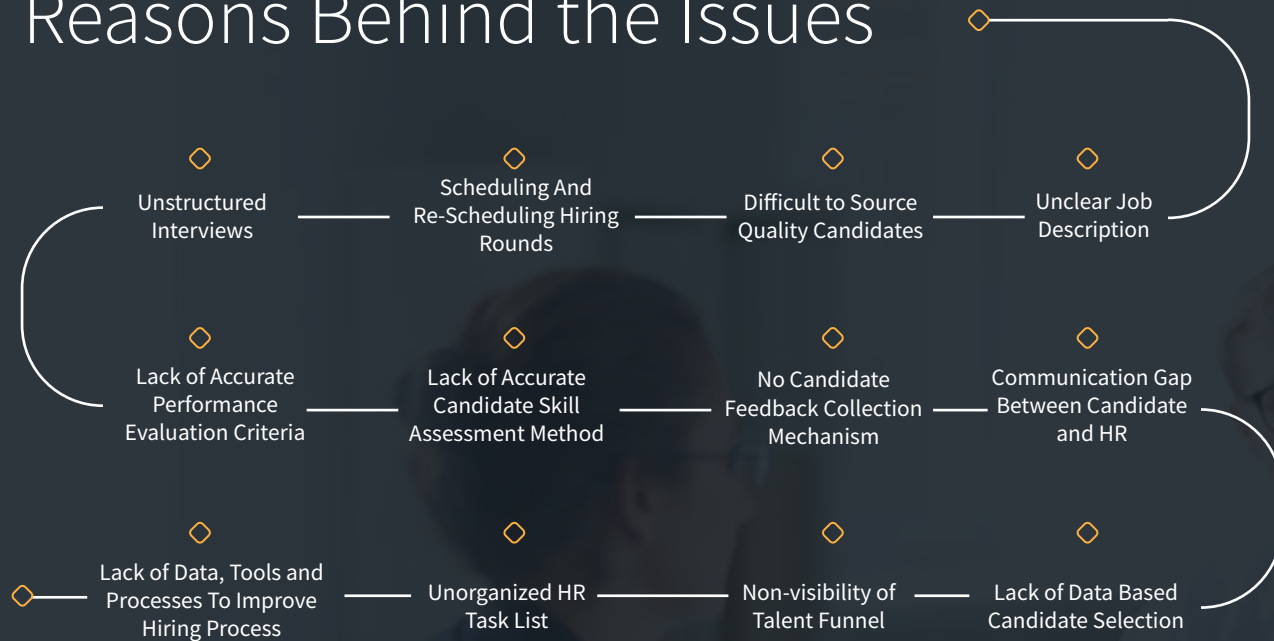 Reasons Behind the Issues
Unstructured
Interviews
Scheduling And
Re-Scheduling Hiring
Rounds
Difficult to Source
Quality Candidates
Unclear Job
Description
Lack of Accurate
Performance
Evaluation Criteria
Lack of Accurate
Candidate Skill
Assessment Method
No Candidate
Feedback Collection
Mechanism
Communication Gap
Between Candidate
and HR
Lack of Data, Tools and
Processes To Improve
Hiring Process
Unorganized HR
Task List
Non-visibility of
Talent Funnel
Lack of Data Based
Candidate Selection